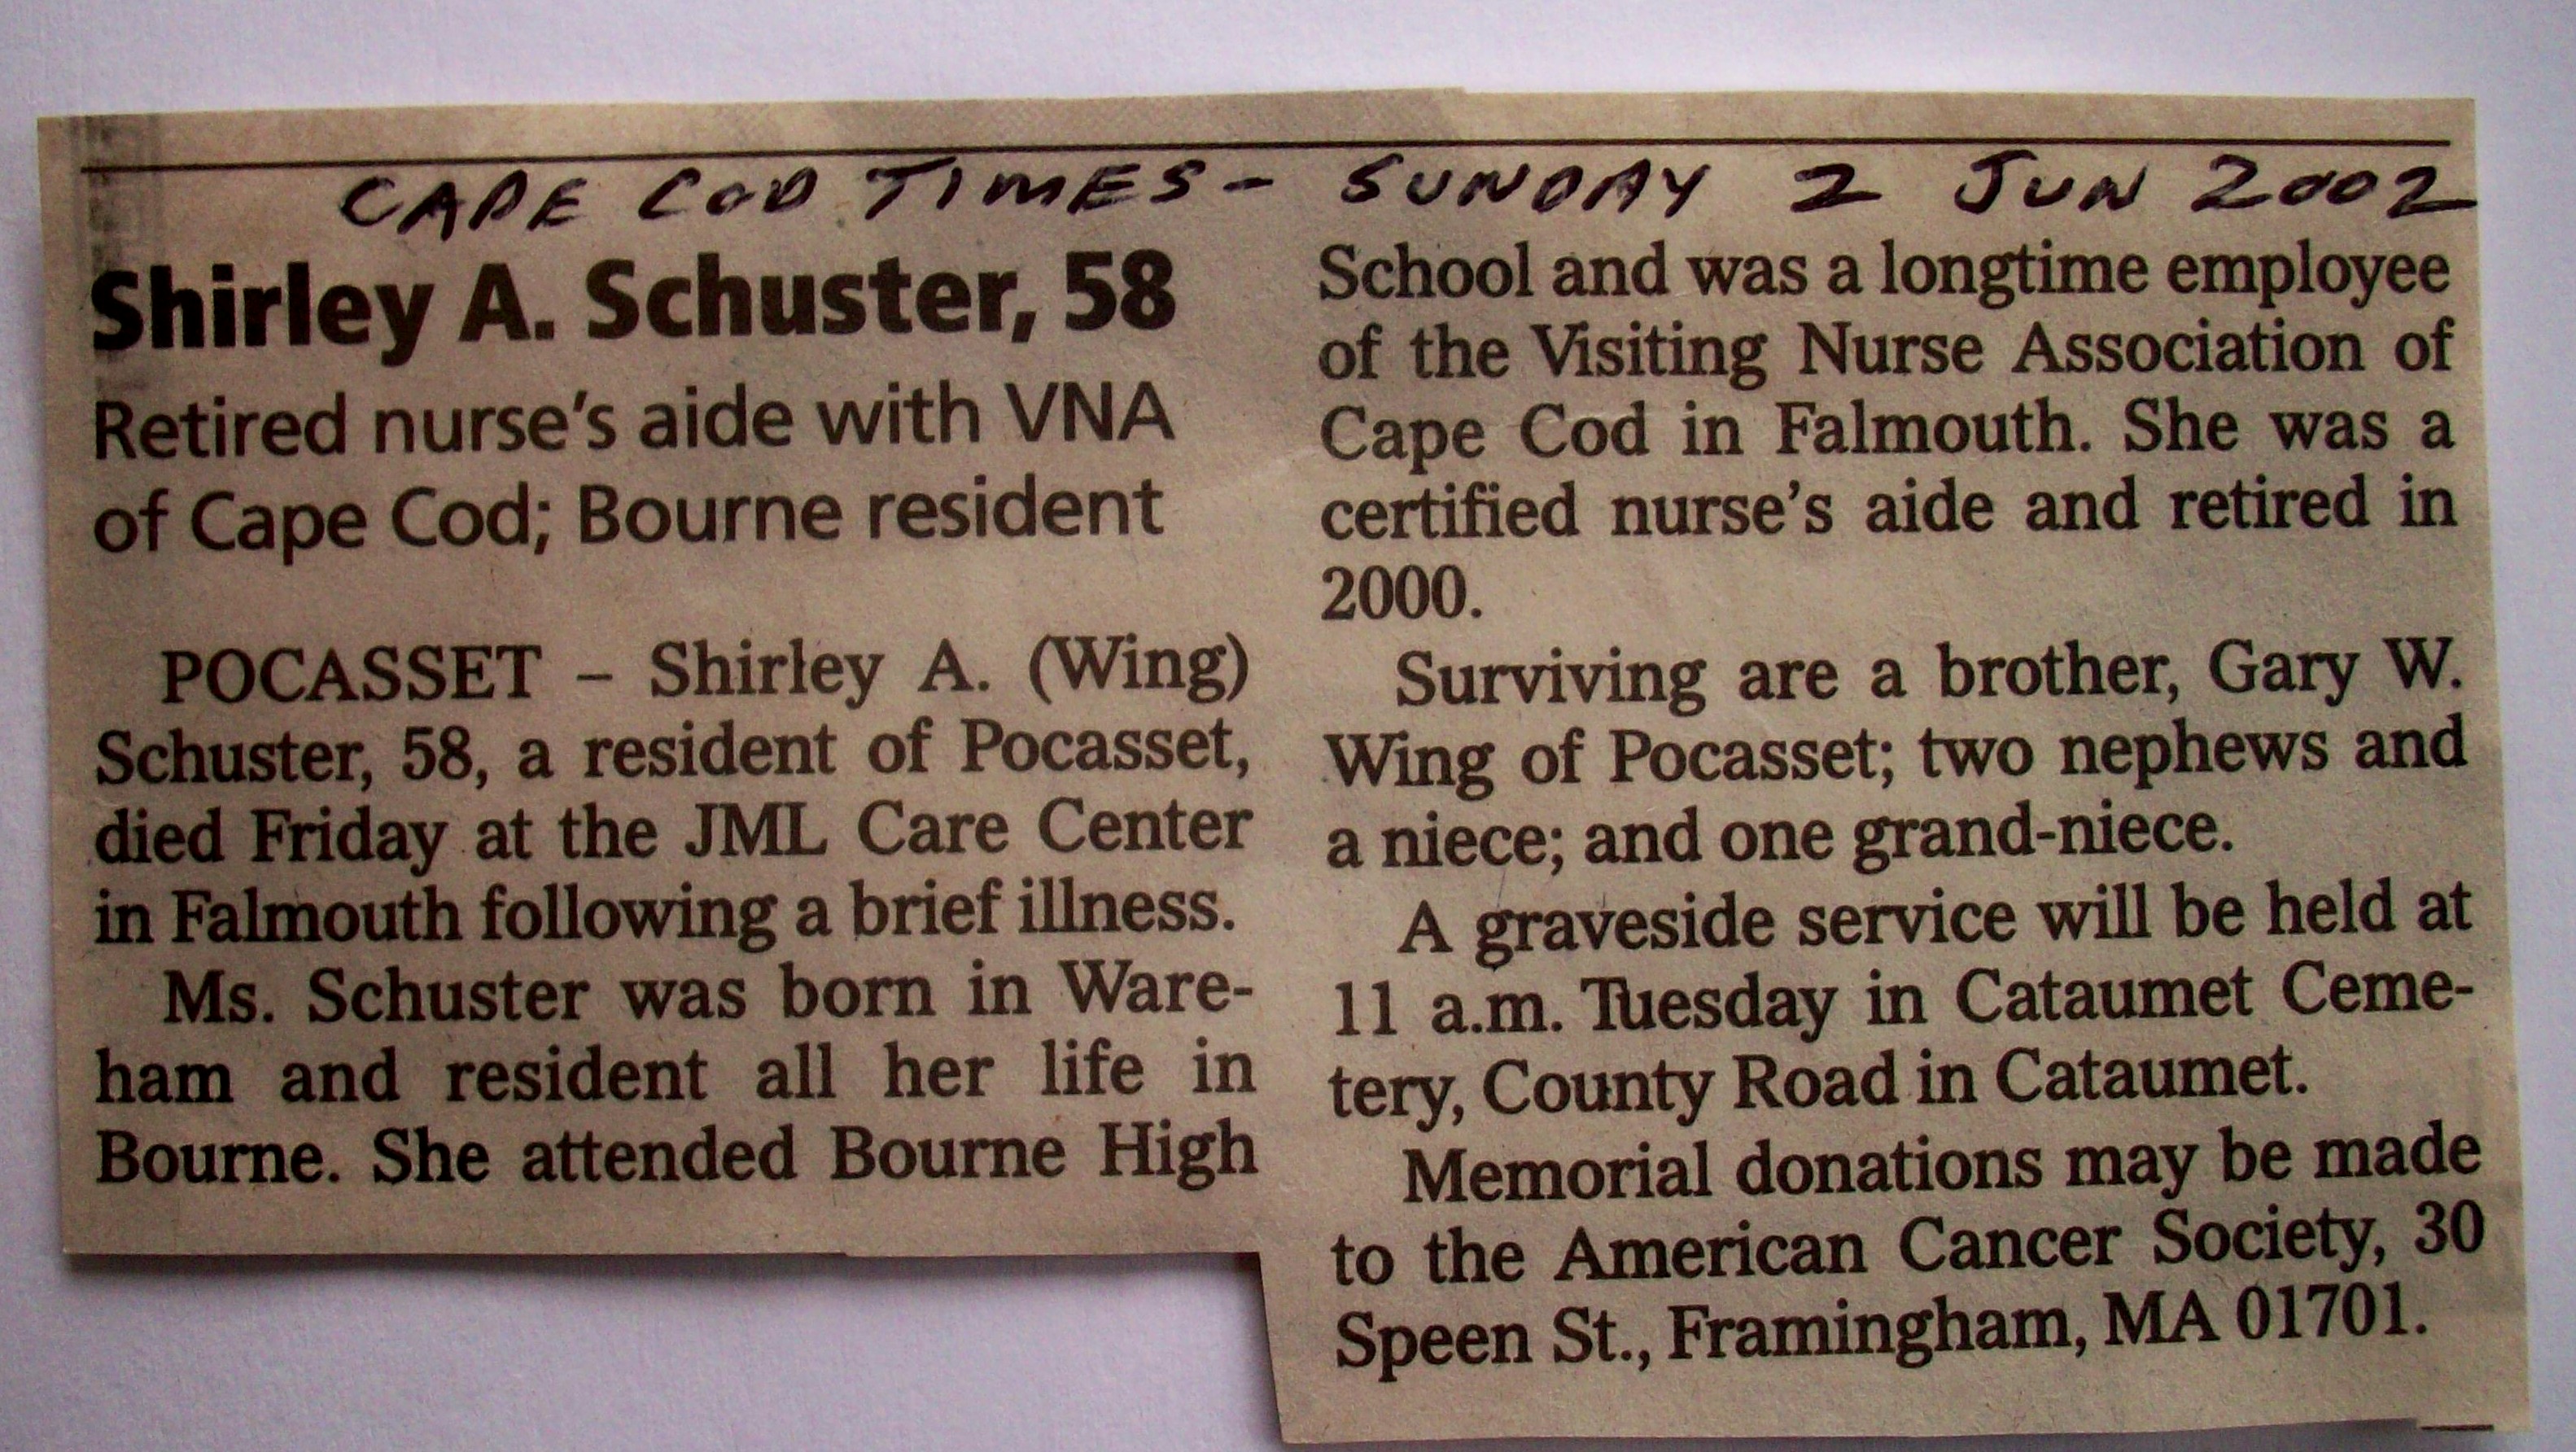 CAPE COD TIMES - SUNDAY 2 JUN 2002
Shirley A. Schuster, 58
Retired nurse's aide with VNA
of Cape Cod; Bourne resident
POCASSET – Shirley A. (Wing)
Schuster, 58, a resident of Pocasset,
died Friday at the JML Care Center
in Falmouth following a brief illness.
Ms. Schuster was born in Ware-
ham and resident all her life in
Bourne. She attended Bourne High
School and was a longtime employee
of the Visiting Nurse Association of
Cape Cod in Falmouth. She was a
certified nurse's aide and retired in
2000.
Surviving are a brother, Gary W.
Wing of Pocasset; two nephews and
a niece; and one grand-niece.
A graveside service will be held at
11 a.m. Tuesday in Cataumet Ceme-
tery, County Road in Cataumet.
Memorial donations may be made
to the American Cancer Society, 30
Speen St., Framingham, MA 01701.